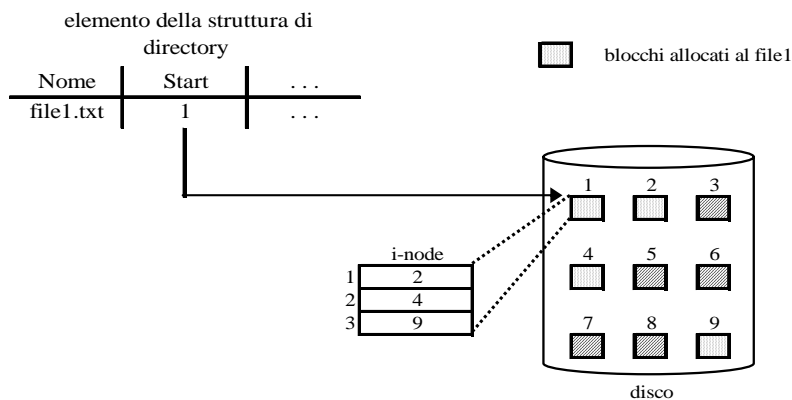 elemento della struttura di
directory
blocchi allocati al file1
Nome Start . . .
file1.txt 1 . . .
1 2 3
4 5 6
7 8 9
i-node
1 2
2 4
3 9
disco